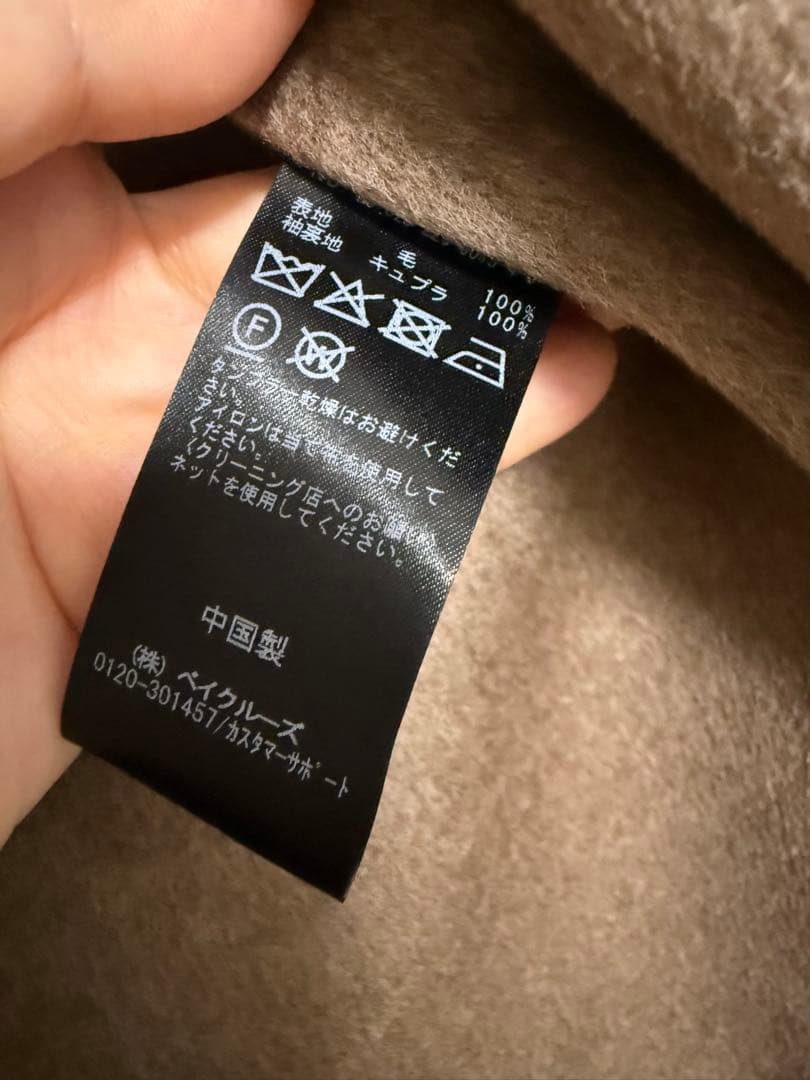 表地 毛 100%
袖裏地 キュプラ 100%
F W
タンブラー乾燥はお避けくだ
さい。
アイロンは当て布を使用して
ください。
〈クリーニング店へのお願い〉
ネットを使用してください。
中国製
(株) ベイクルーズ
0120-301457/カスタマーサポート